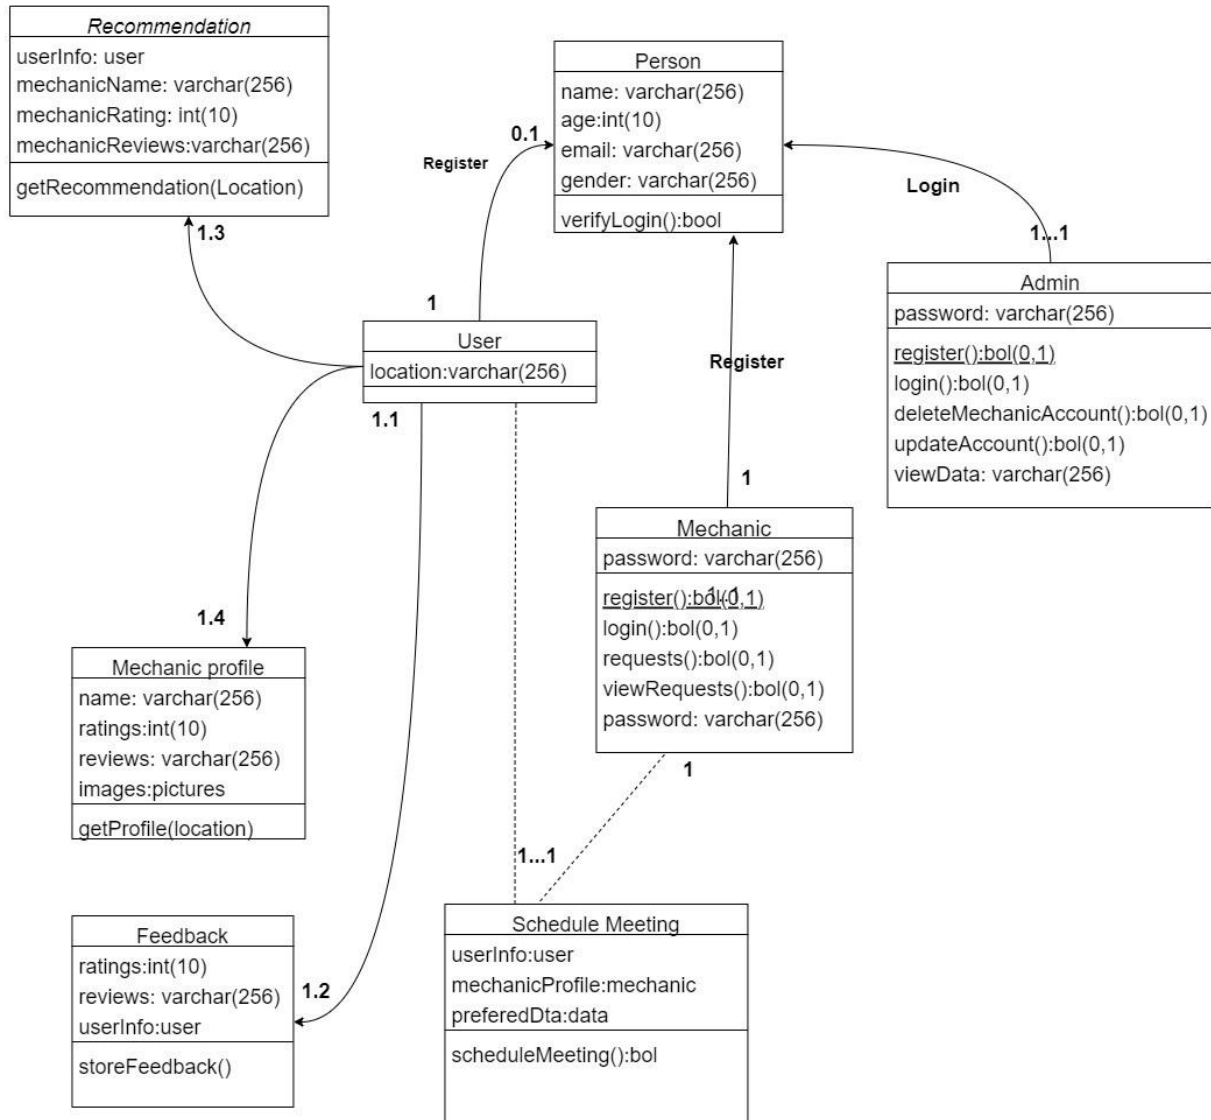 Recommendation
userInfo: user
mechanicName: varchar(256)
mechanicRating: int(10)
mechanicReviews:varchar(256)
getRecommendation(Location)
1.3
Person
name: varchar(256)
age:int(10)
email: varchar(256)
gender: varchar(256)
verifyLogin():bool
0.1
Register
Login
1...1
Admin
password: varchar(256)
register():bol(0,1)
login():bol(0,1)
deleteMechanicAccount():bol(0,1)
updateAccount():bol(0,1)
viewData: varchar(256)
1
User
location:varchar(256)
1.1
Register
1
Mechanic
password: varchar(256)
register():bol(0,1)
1..1
login():bol(0,1)
requests():bol(0,1)
viewRequests():bol(0,1)
password: varchar(256)
1
1.4
Mechanic profile
name: varchar(256)
ratings:int(10)
reviews: varchar(256)
images:pictures
getProfile(location)
1...1
Feedback
ratings:int(10)
reviews: varchar(256)
userInfo:user
storeFeedback()
1.2
Schedule Meeting
userInfo:user
mechanicProfile:mechanic
preferedDta:data
scheduleMeeting():bol